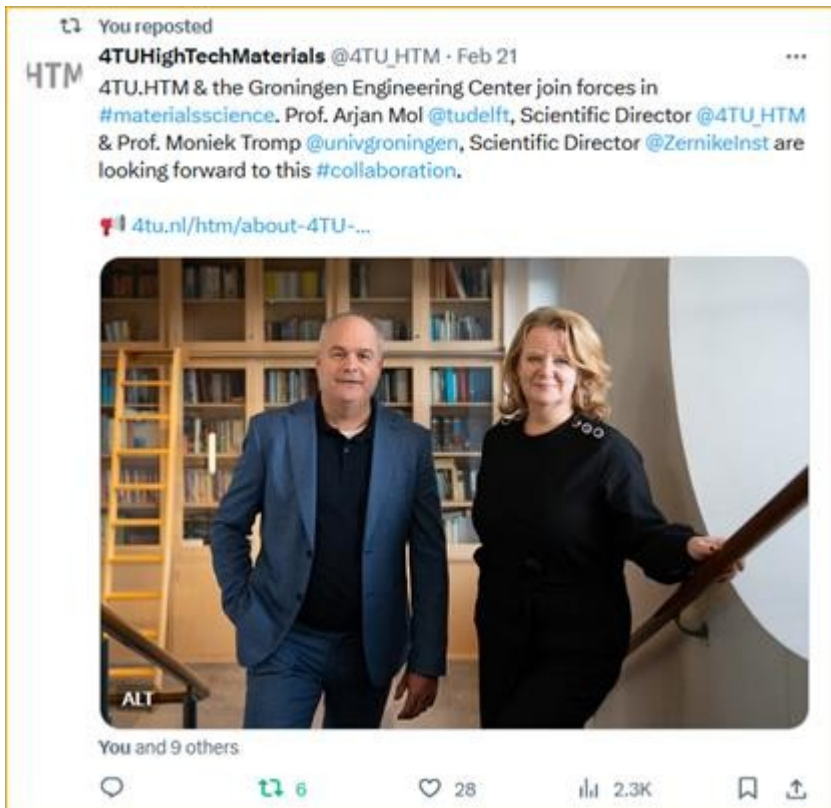 You reposted
HTM
4TUHighTechMaterials @4TU_HTM · Feb 21
4TU.HTM & the Groningen Engineering Center join forces in
#materialsscience. Prof. Arjan Mol @tudelft, Scientific Director @4TU_HTM
& Prof. Moniek Tromp @univgroningen, Scientific Director @ZernikeInst are
looking forward to this #collaboration.
4tu.nl/htm/about-4TU-...
ALT
You and 9 others
6 28 2.3K